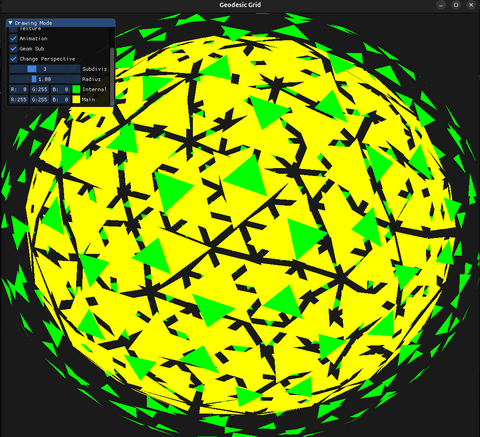 Geodesic Grid
Drawing Mode
Texture
Animation
Geom Sub
Change Perspective
3 Subdivis
1.00 Radius
R: 0 G:255 B: 0 Internal
R:255 G:255 B: 0 Main